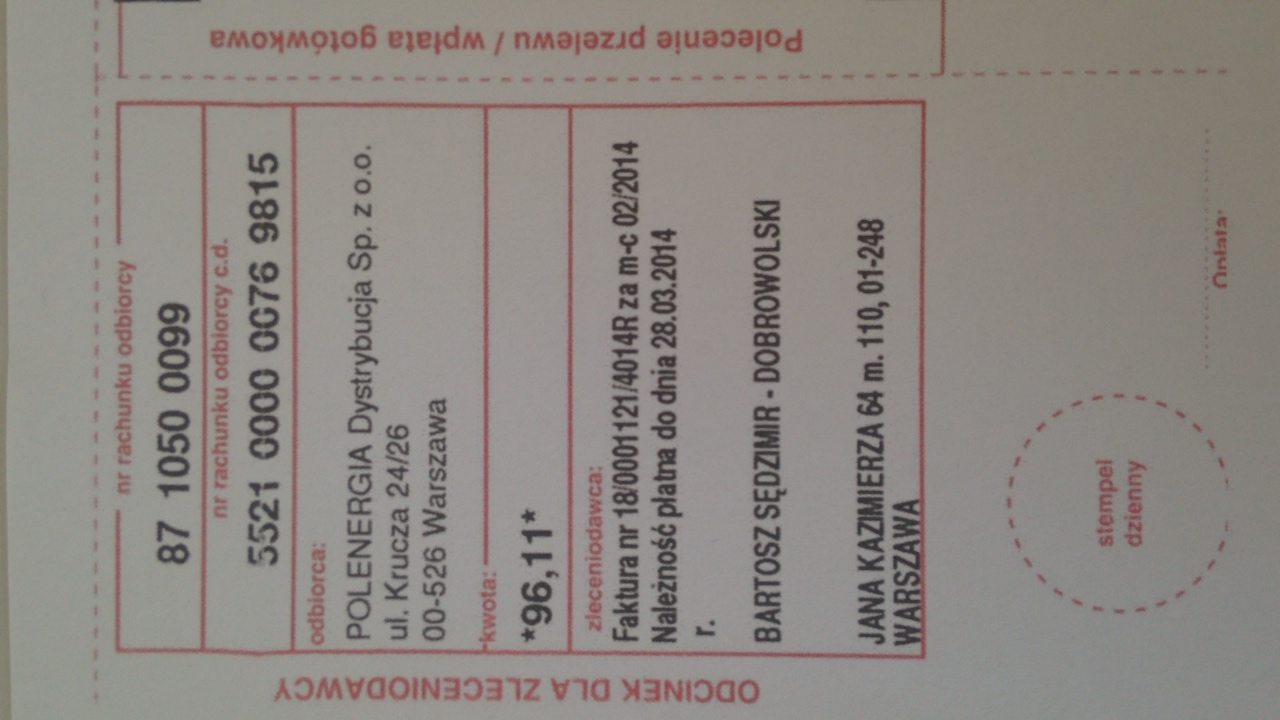 nr rachunku odbiorcy
87 1050 0099
nr rachunku odbiorcy c.d.
5521 0000 0076 9815
odbiorca:
POLENERGIA Dystrybucja Sp. z o.o.
ul. Krucza 24/26
00-526 Warszawa
kwota:
*96,11*
zleceniodawca:
Faktura nr 18/0001121/4014R za m-c 02/2014
Należność płatna do dnia 28.03.2014
r.
BARTOSZ SĘDZIMIR - DOBROWOLSKI
JANA KAZIMIERZA 64 m. 110, 01-248
WARSZAWA
stempel
dzienny
Opłata:
ODCINEK DLA ZLECENIODAWCY
Polecenie przelewu / wpłata gotówkowa